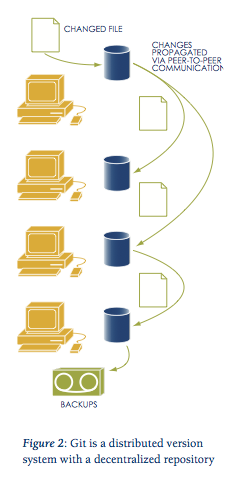 CHANGED FILE
CHANGES
PROPAGATED
VIA PEER-TO-PEER
COMMUNICATION
BACKUPS
Figure 2: Git is a distributed version
system with a decentralized repository